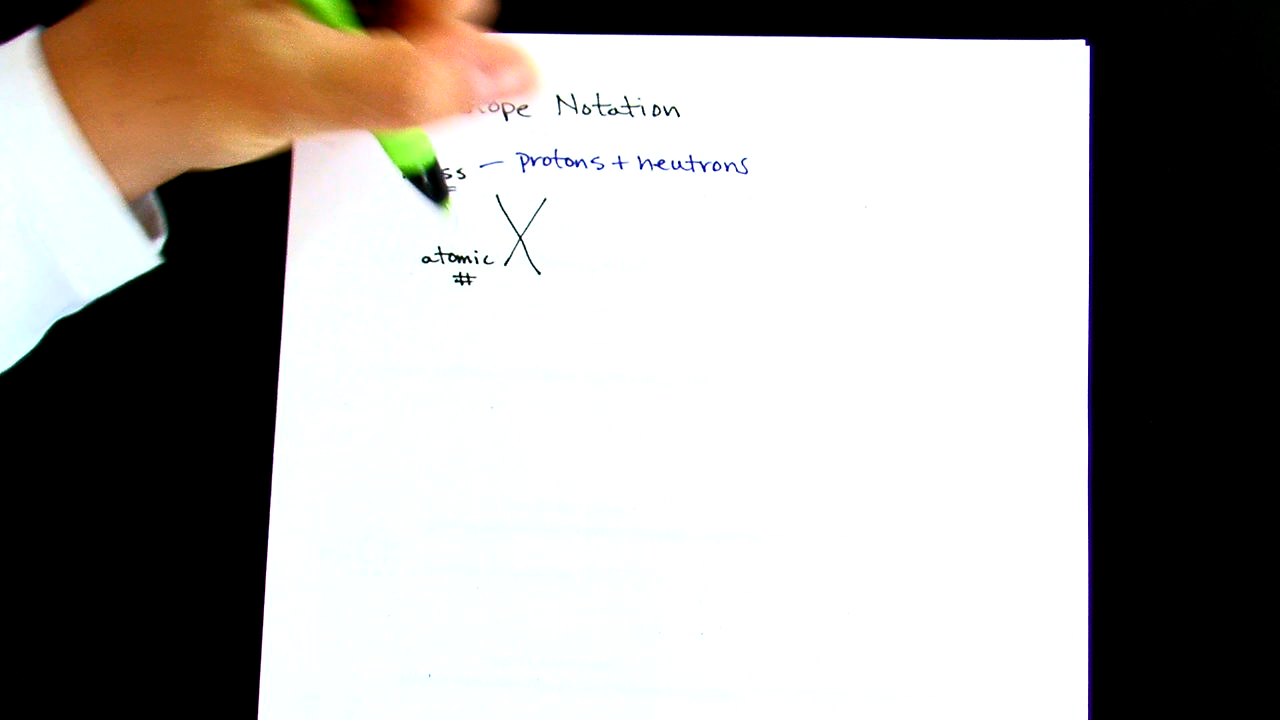 Notation
— protons + neutrons
X
atomic
#